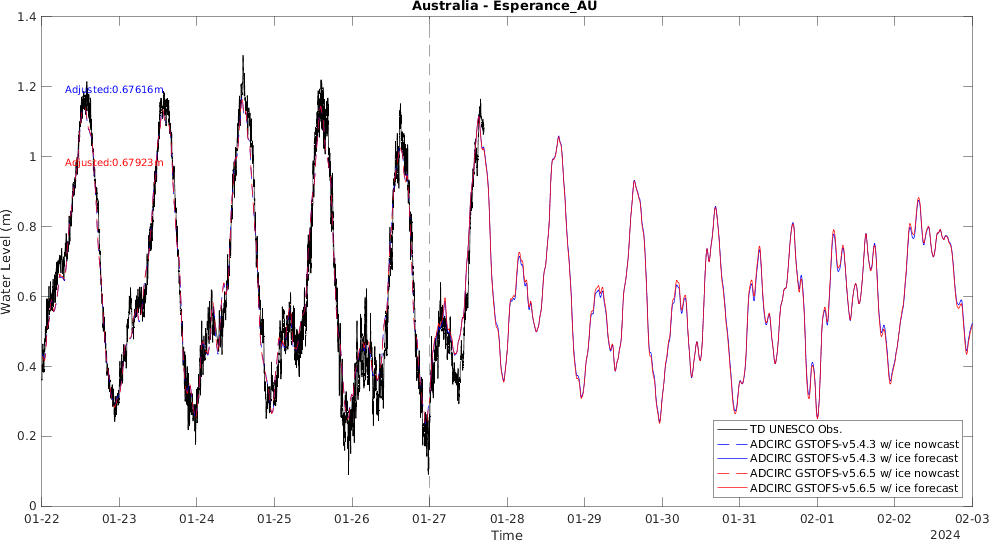 Australia - Esperance_AU
1.4
1.2
1
0.8
0.6
0.4
0.2
0
Water Level (m)
Adjusted:0.67616m
Adjusted:0.67923m
TD UNESCO Obs.
ADCIRC GSTOFS-v5.4.3 w/ ice nowcast
ADCIRC GSTOFS-v5.4.3 w/ ice forecast
ADCIRC GSTOFS-v5.6.5 w/ ice nowcast
ADCIRC GSTOFS-v5.6.5 w/ ice forecast
01-22 01-23 01-24 01-25 01-26 01-27 01-28 01-29 01-30 01-31 02-01 02-02 02-03
Time
2024